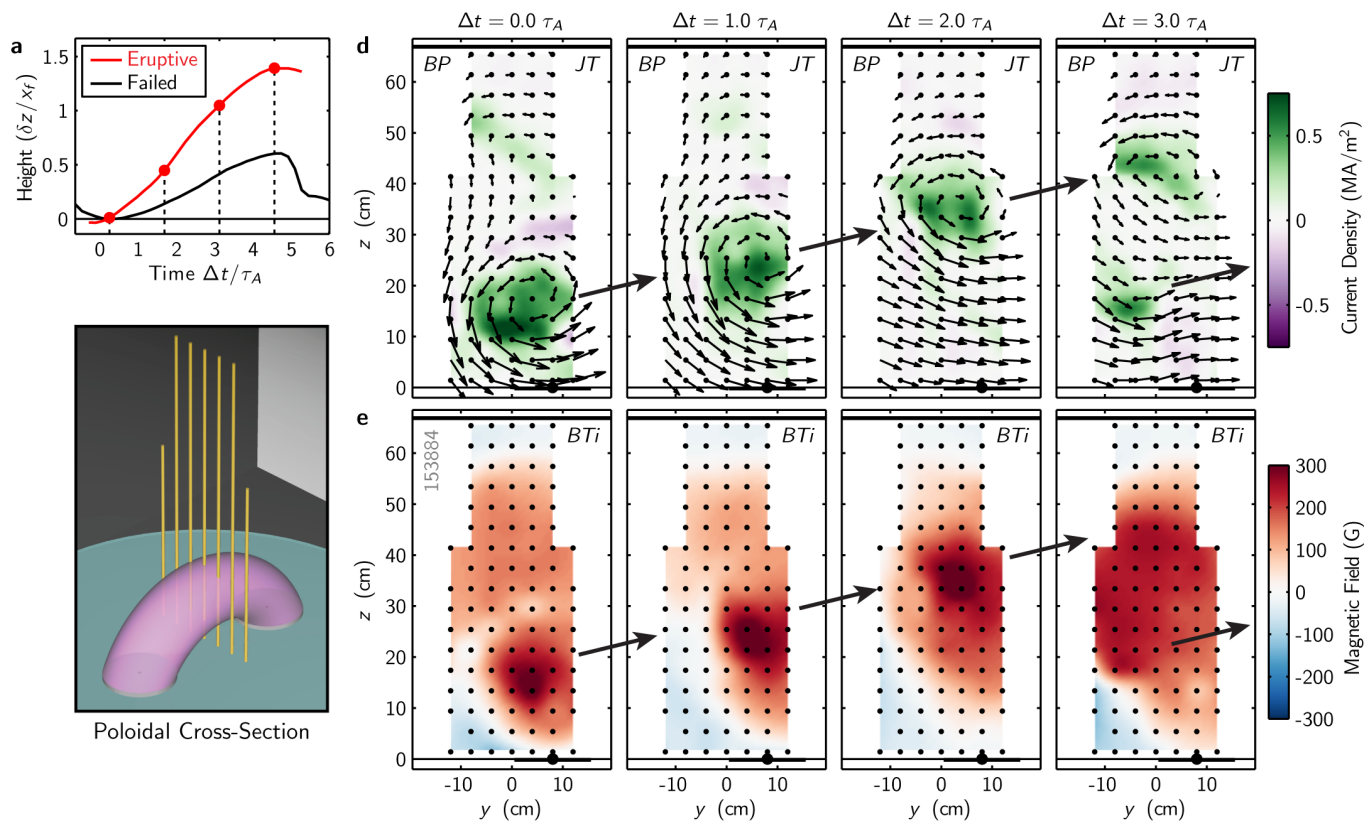 a
Height (δz/x_f)
1.5
1
0.5
0
Eruptive
Failed
0 1 2 3 4 5 6
Time Δt/τ_A
Poloidal Cross-Section
Δt = 0.0 τ_A
Δt = 1.0 τ_A
Δt = 2.0 τ_A
Δt = 3.0 τ_A
d
BP JT
BP JT
BP JT
BP JT
z (cm)
60
50
40
30
20
10
0
0.5
0
-0.5
Current Density (MA/m²)
e
153884
BTi
BTi
BTi
BTi
z (cm)
60
50
40
30
20
10
0
-10 0 10
-10 0 10
-10 0 10
-10 0 10
y (cm)
y (cm)
y (cm)
y (cm)
300
200
100
0
-100
-200
-300
Magnetic Field (G)